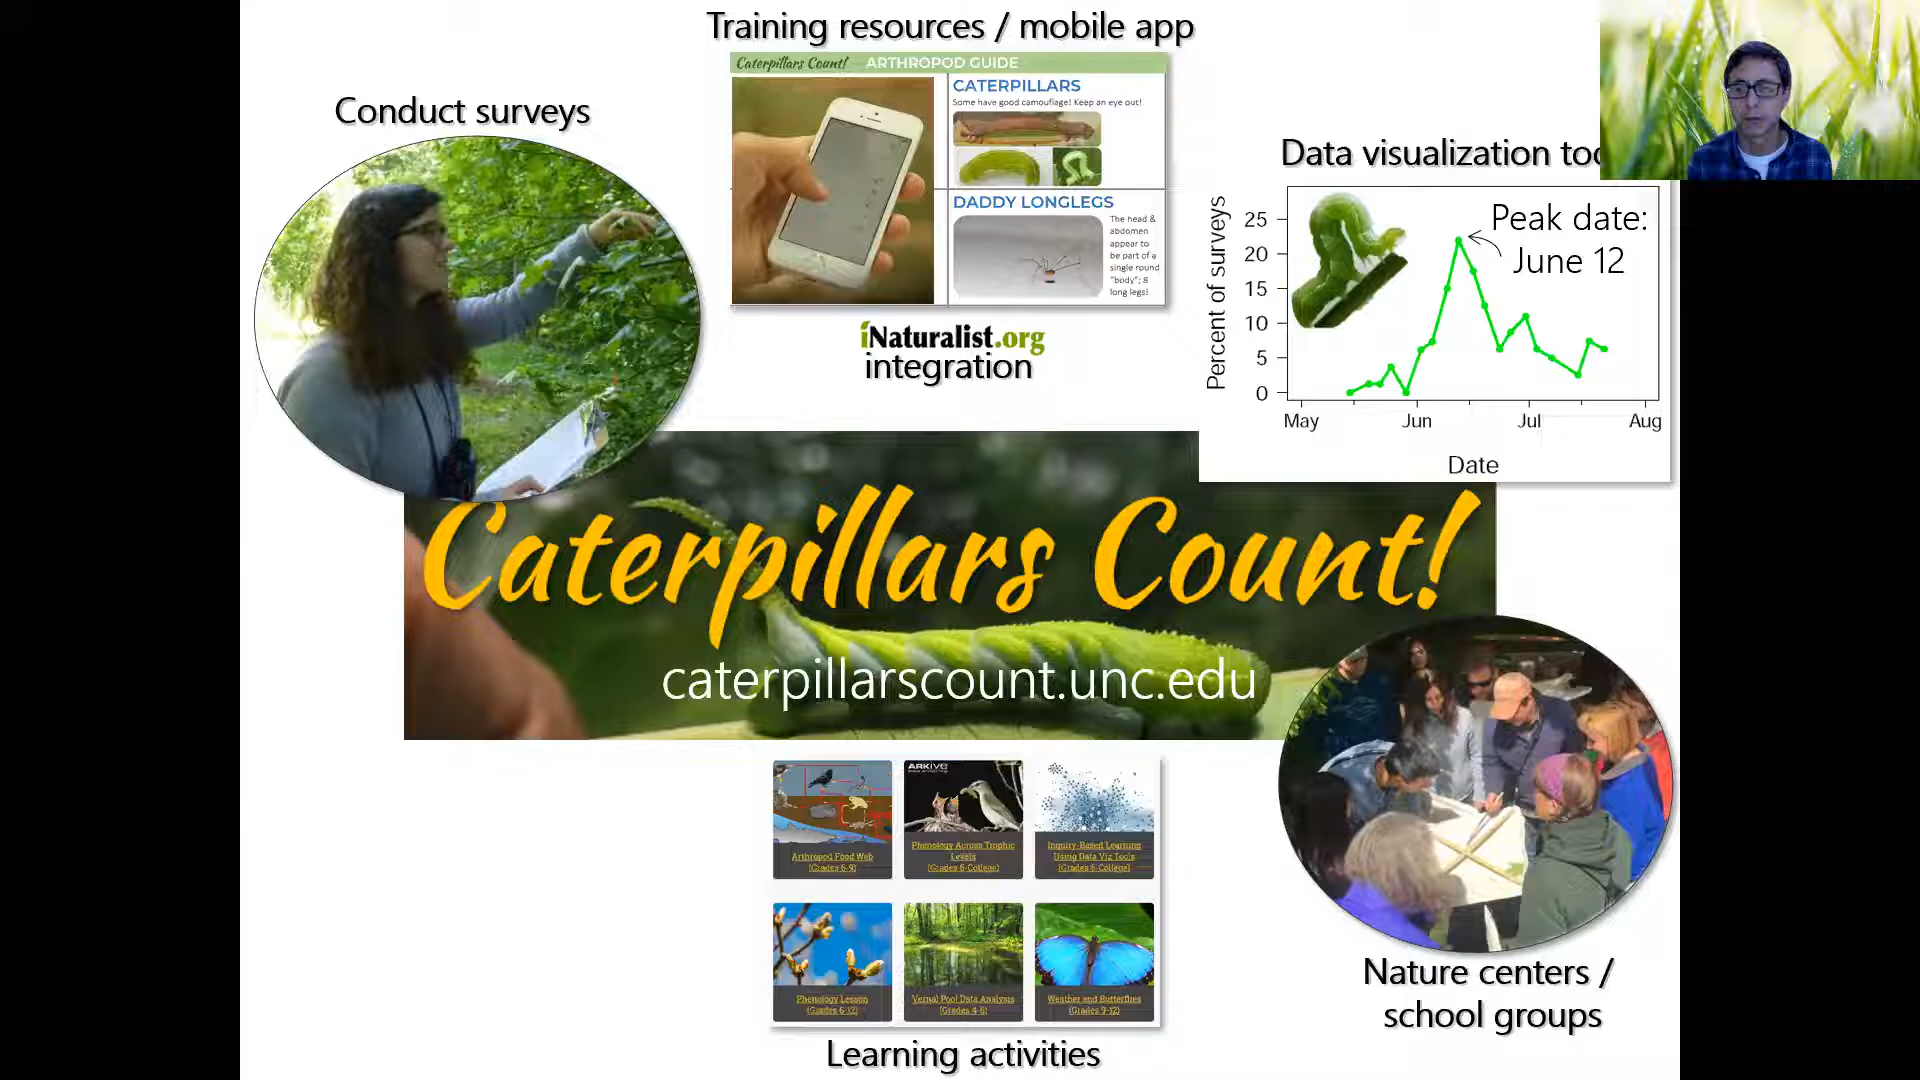 Training resources / mobile app
Caterpillars Count! ARTHROPOD GUIDE
CATERPILLARS
Some have good camouflage! Keep an eye out!
DADDY LONGLEGS
The head &
abdomen
appear to
be part of a
single round
"body"; 8
long legs!
iNaturalist.org
integration
Conduct surveys
Data visualization too
Percent of surveys
25
20
15
10
5
0
Peak date:
June 12
May Jun Jul Aug
Date
Caterpillars Count!
caterpillarscount.unc.edu
ARKIVE
Arthropod Food Web
(Grades 6-9)
Phenology Across Trophic
Levels
(Grades 6-College)
Inquiry-Based Learning
Using Data Viz Tools
(Grades 6-College)
Phenology Lesson
(Grades 6-12)
Vernal Pool Data Analysis
(Grades 4-6)
Weather and Butterflies
(Grades 9-12)
Learning activities
Nature centers /
school groups